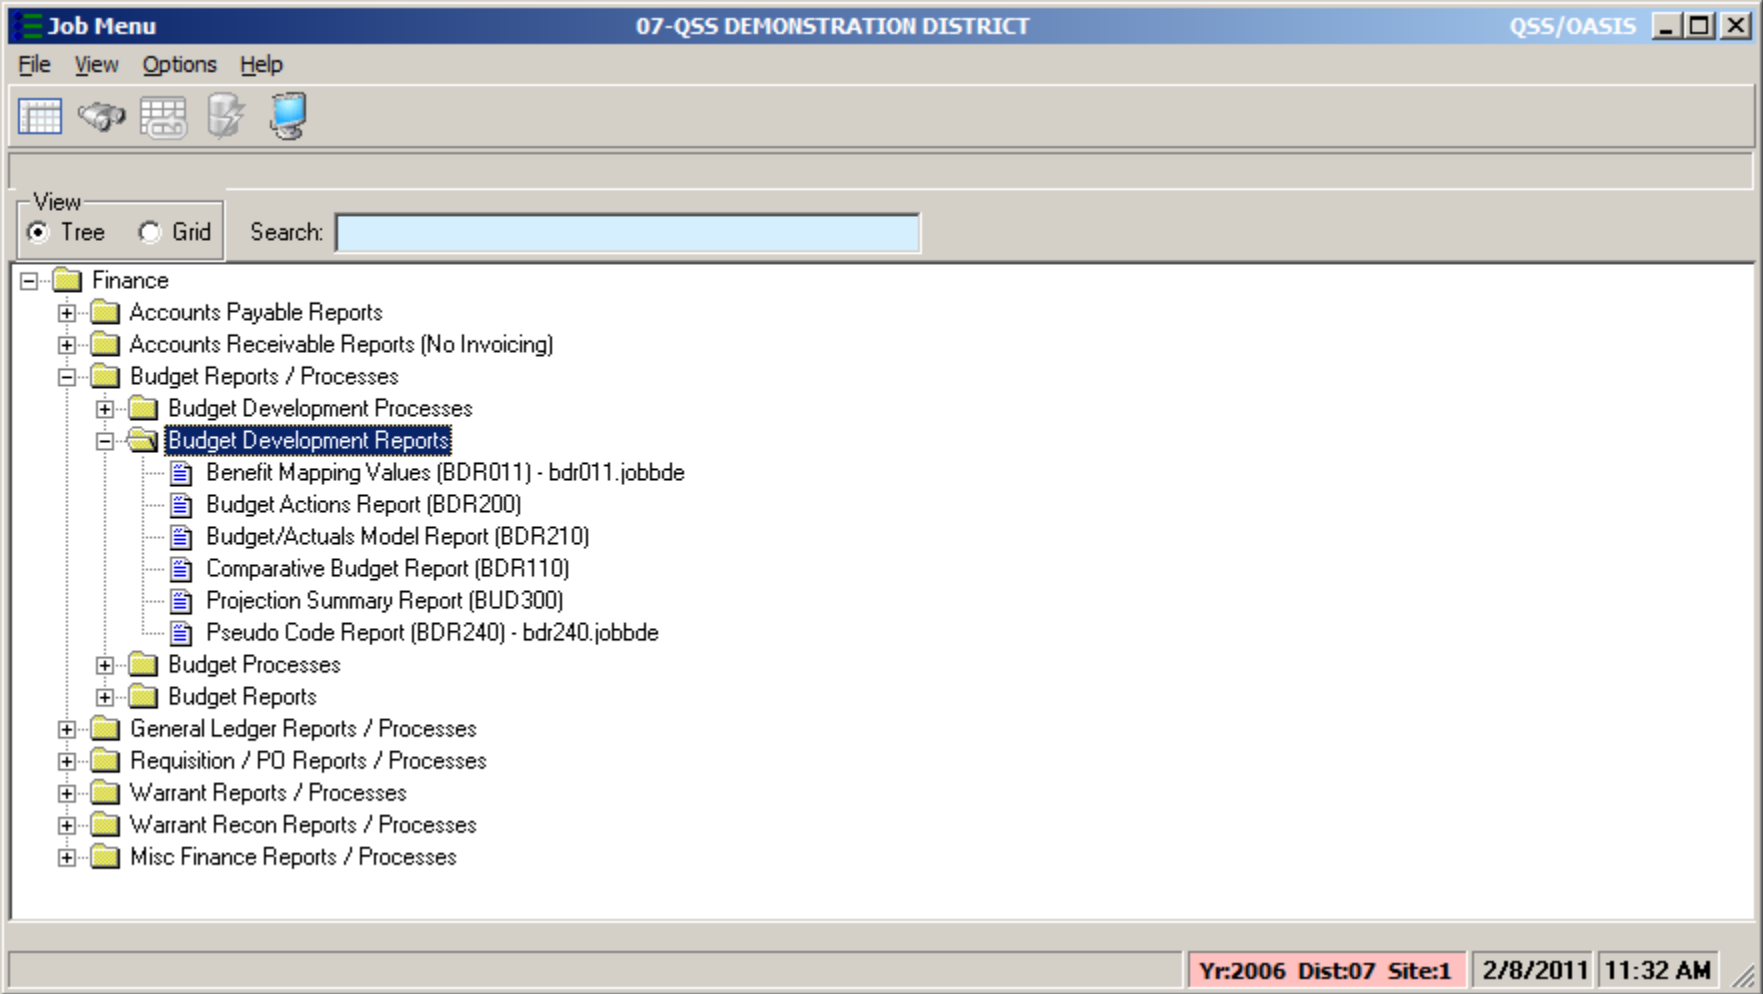 Job Menu 07-QSS DEMONSTRATION DISTRICT QSS/OASIS
File View Options Help
View
Tree Grid Search:
Finance
Accounts Payable Reports
Accounts Receivable Reports (No Invoicing)
Budget Reports / Processes
Budget Development Processes
Budget Development Reports
Benefit Mapping Values (BDR011) - bdr011.jobbde
Budget Actions Report (BDR200)
Budget/Actuals Model Report (BDR210)
Comparative Budget Report (BDR110)
Projection Summary Report (BUD300)
Pseudo Code Report (BDR240) - bdr240.jobbde
Budget Processes
Budget Reports
General Ledger Reports / Processes
Requisition / PO Reports / Processes
Warrant Reports / Processes
Warrant Recon Reports / Processes
Misc Finance Reports / Processes
Yr:2006 Dist:07 Site:1 2/8/2011 11:32 AM